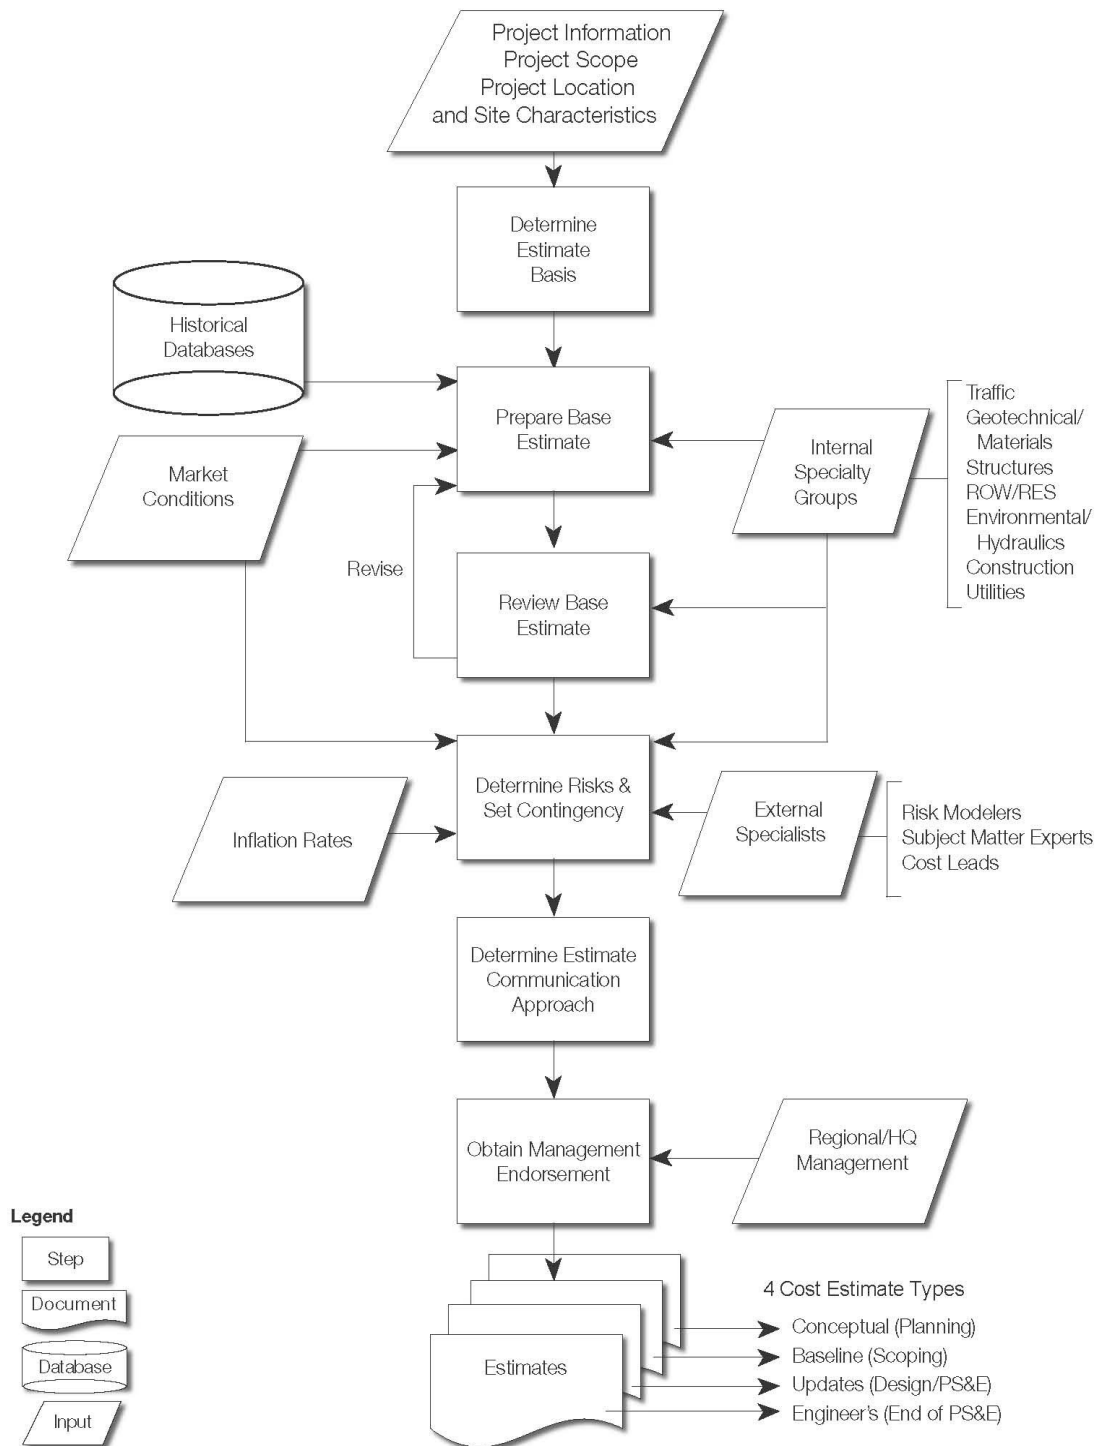 Project Information
Project Scope
Project Location
and Site Characteristics
Determine
Estimate
Basis
Historical
Databases
Prepare Base
Estimate
Market
Conditions
Internal
Specialty
Groups
Traffic
Geotechnical/
Materials
Structures
ROW/RES
Environmental/
Hydraulics
Construction
Utilities
Revise
Review Base
Estimate
Determine Risks &
Set Contingency
Inflation Rates
External
Specialists
Risk Modelers
Subject Matter Experts
Cost Leads
Determine Estimate
Communication
Approach
Obtain Management
Endorsement
Regional/HQ
Management
Legend
Step
Document
Database
Input
Estimates
4 Cost Estimate Types
Conceptual (Planning)
Baseline (Scoping)
Updates (Design/PS&E)
Engineer's (End of PS&E)